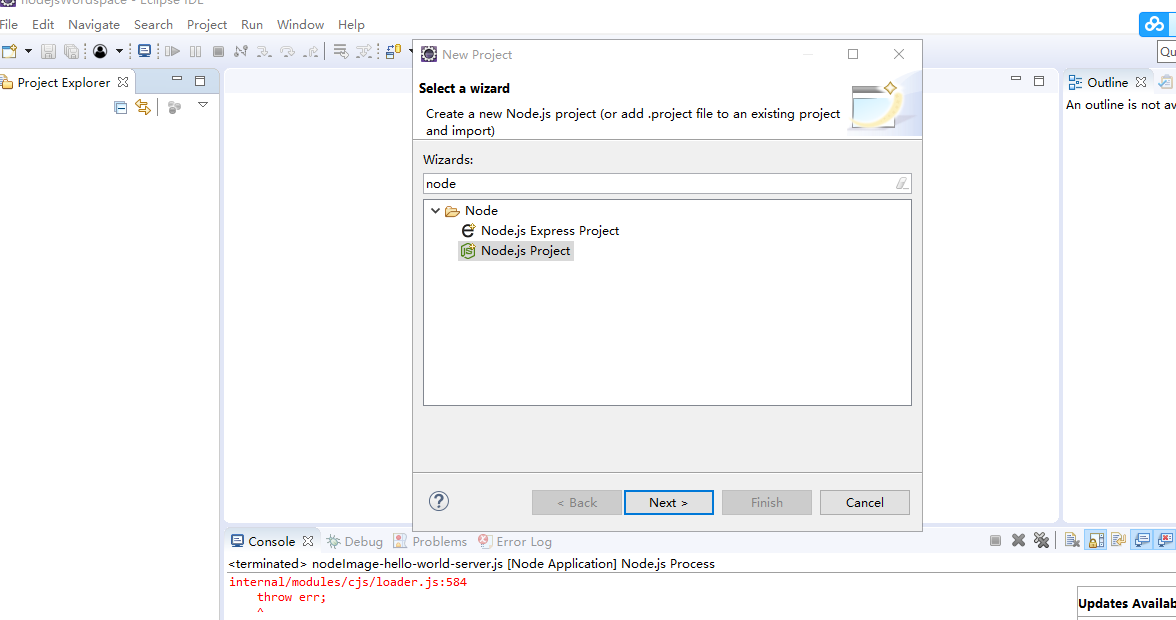 nodejsWordspace - Eclipse IDE
File Edit Navigate Search Project Run Window Help
Project Explorer
New Project
Select a wizard
Create a new Node.js project (or add .project file to an existing project
and import)
Wizards:
node
Node
Node.js Express Project
Node.js Project
?
< Back Next > Finish Cancel
Qu
Outline
An outline is not av
Console Debug Problems Error Log
<terminated> nodeImage-hello-world-server.js [Node Application] Node.js Process
internal/modules/cjs/loader.js:584
throw err;
^
Updates Availab